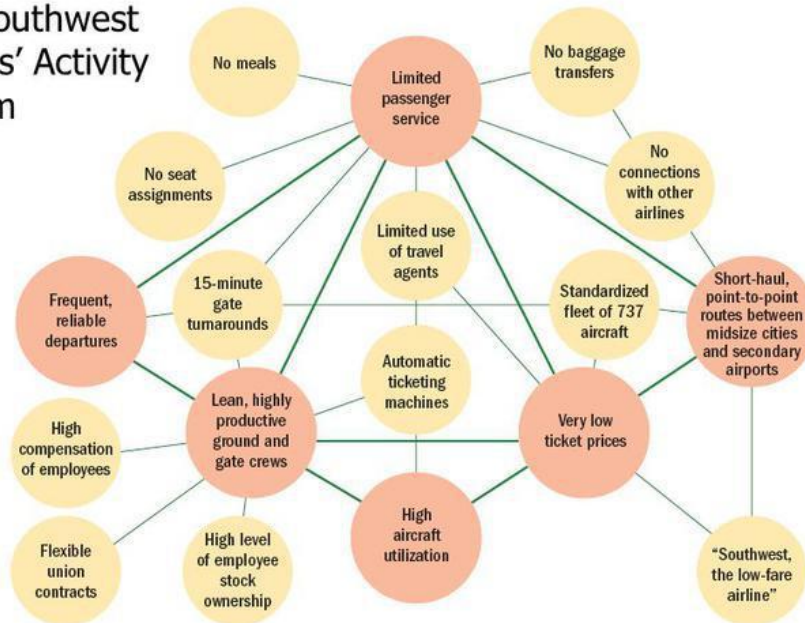 outhwest
s’ Activity
m
No meals
Limited
passenger
service
No baggage
transfers
No seat
assignments
No
connections
with other
airlines
Limited use
of travel
agents
Frequent,
reliable
departures
15-minute
gate
turnarounds
Standardized
fleet of 737
aircraft
Short-haul,
point-to-point
routes between
midsize cities
and secondary
airports
Automatic
ticketing
machines
High
compensation
of employees
Lean, highly
productive
ground and
gate crews
Very low
ticket prices
High
aircraft
utilization
Flexible
union
contracts
High level
of employee
stock
ownership
“Southwest,
the low-fare
airline”